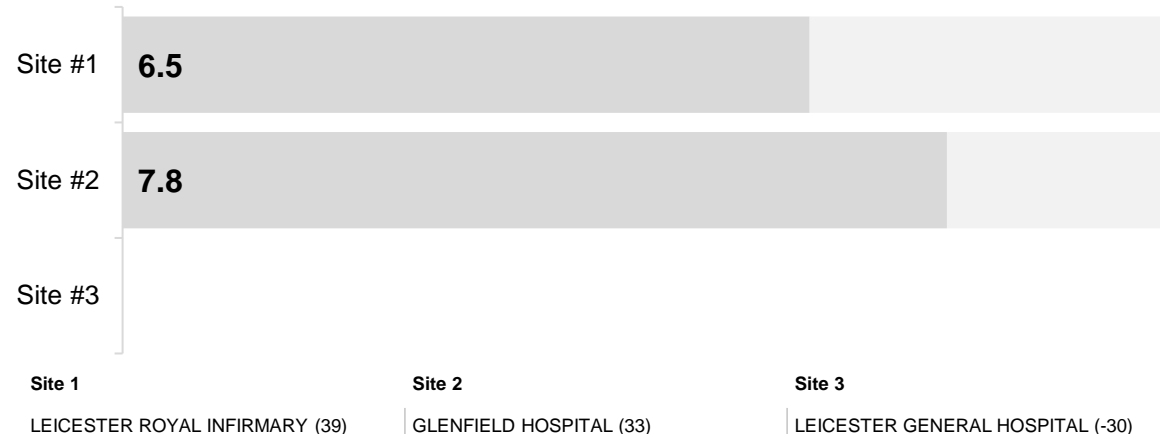 Site #1 6.5
Site #2 7.8
Site #3
Site 1 Site 2 Site 3
LEICESTER ROYAL INFIRMARY (39) GLENFIELD HOSPITAL (33) LEICESTER GENERAL HOSPITAL (-30)